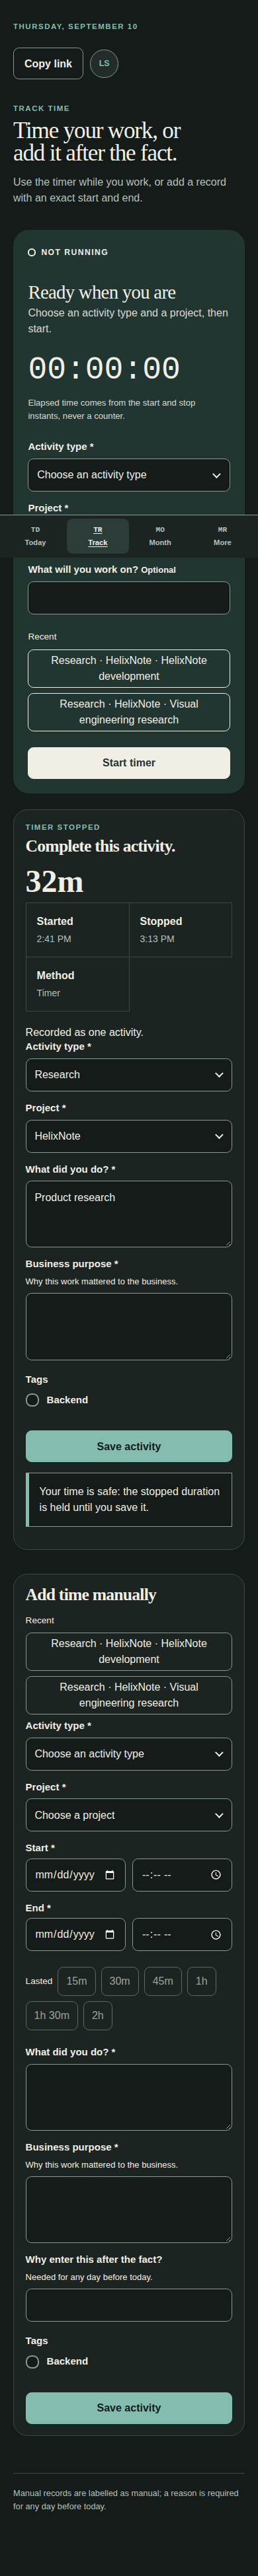 THURSDAY, SEPTEMBER 10
Copy link
LS
TRACK TIME
Time your work, or
add it after the fact.
Use the timer while you work, or add a record
with an exact start and end.
NOT RUNNING
Ready when you are
Choose an activity type and a project, then
start.
00:00:00
Elapsed time comes from the start and stop
instants, never a counter.
Activity type *
Choose an activity type
Project *
TD
Today
TR
Track
MO
Month
MR
More
What will you work on? Optional
Recent
Research · HelixNote · HelixNote
development
Research · HelixNote · Visual
engineering research
Start timer
TIMER STOPPED
Complete this activity.
32m
Started
2:41 PM
Stopped
3:13 PM
Method
Timer
Recorded as one activity.
Activity type *
Research
Project *
HelixNote
What did you do? *
Product research
Business purpose *
Why this work mattered to the business.
Tags
Backend
Save activity
Your time is safe: the stopped duration
is held until you save it.
Add time manually
Recent
Research · HelixNote · HelixNote
development
Research · HelixNote · Visual
engineering research
Activity type *
Choose an activity type
Project *
Choose a project
Start *
mm/dd/yyyy
--:-- --
End *
mm/dd/yyyy
--:-- --
Lasted 15m 30m 45m 1h
1h 30m 2h
What did you do? *
Business purpose *
Why this work mattered to the business.
Why enter this after the fact?
Needed for any day before today.
Tags
Backend
Save activity
Manual records are labelled as manual; a reason is required
for any day before today.